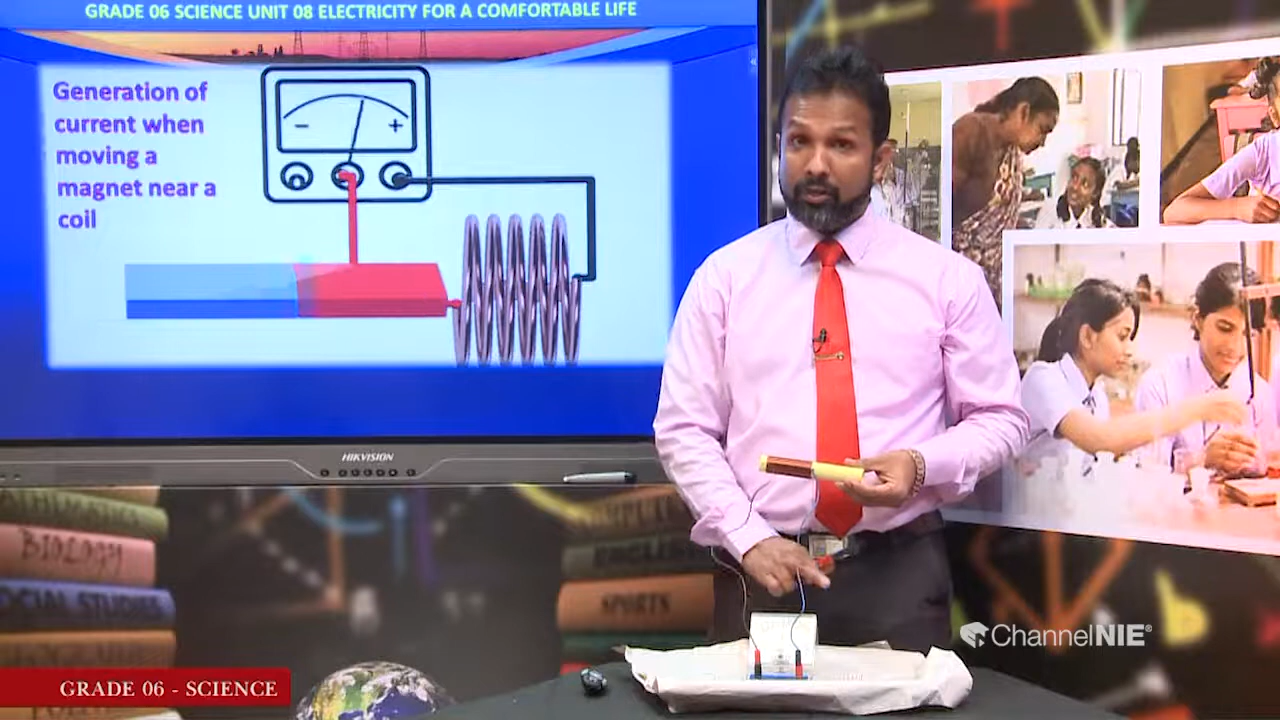 GRADE 06 SCIENCE UNIT 08 ELECTRICITY FOR A COMFORTABLE LIFE
Generation of
current when
moving a
magnet near a
coil
−
+
HIKVISION
BIOLOGY
SOCIAL STUDIES
ENGLISH
SPORTS
ChannelNIE®
GRADE 06 - SCIENCE